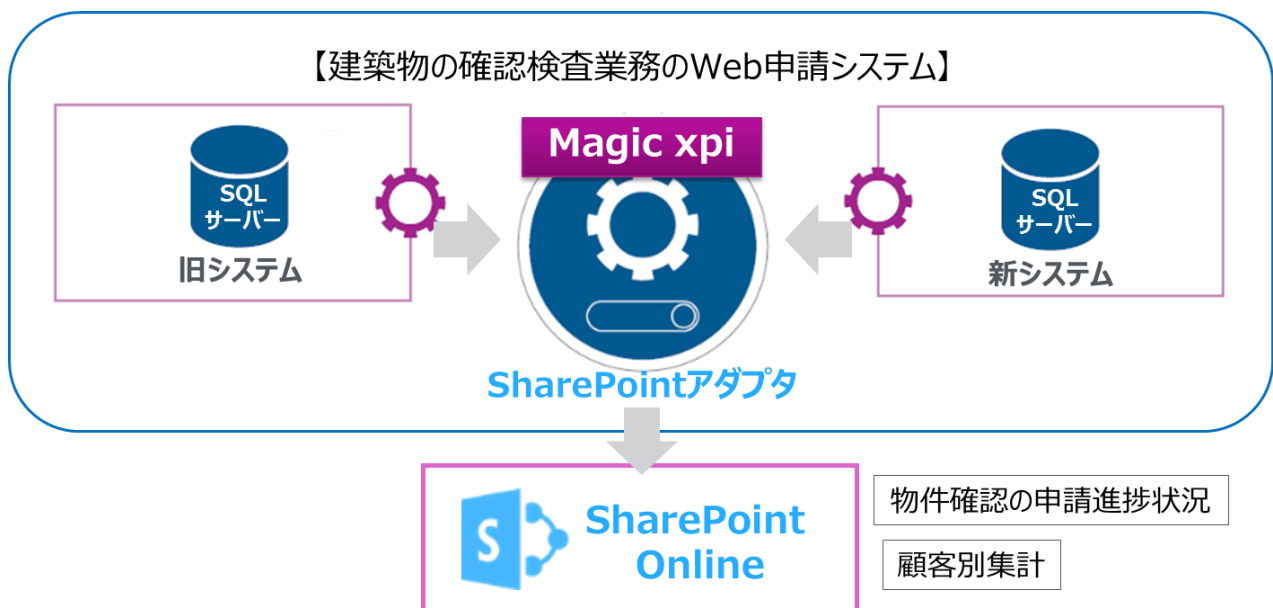 【建築物の確認検査業務のWeb申請システム】
Magic xpi
SQL
サーバー
旧システム
SQL
サーバー
新システム
SharePointアダプタ
S
SharePoint
Online
物件確認の申請進捗状況
顧客別集計